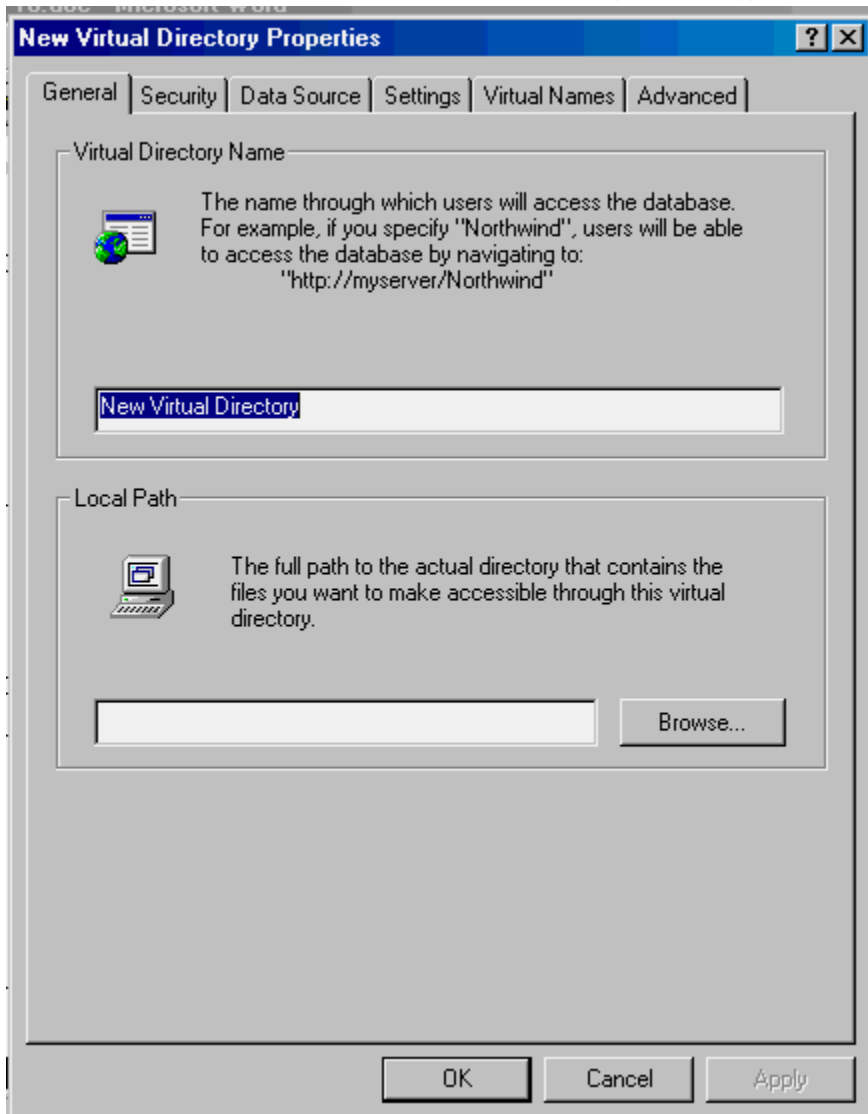 Microsoft Word
New Virtual Directory Properties
General Security Data Source Settings Virtual Names Advanced
Virtual Directory Name
The name through which users will access the database.
For example, if you specify "Northwind", users will be able
to access the database by navigating to:
"http://myserver/Northwind"
New Virtual Directory
Local Path
The full path to the actual directory that contains the
files you want to make accessible through this virtual
directory.
Browse...
OK Cancel Apply